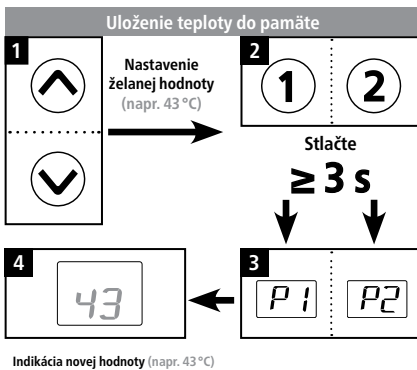 Uloženie teploty do pamäte
1
Nastavenie
želanej hodnoty
(napr. 43 °C)
2
1 2
Stlačte
≥ 3 s
3
P1 P2
4
43
Indikácia novej hodnoty (napr. 43 °C)